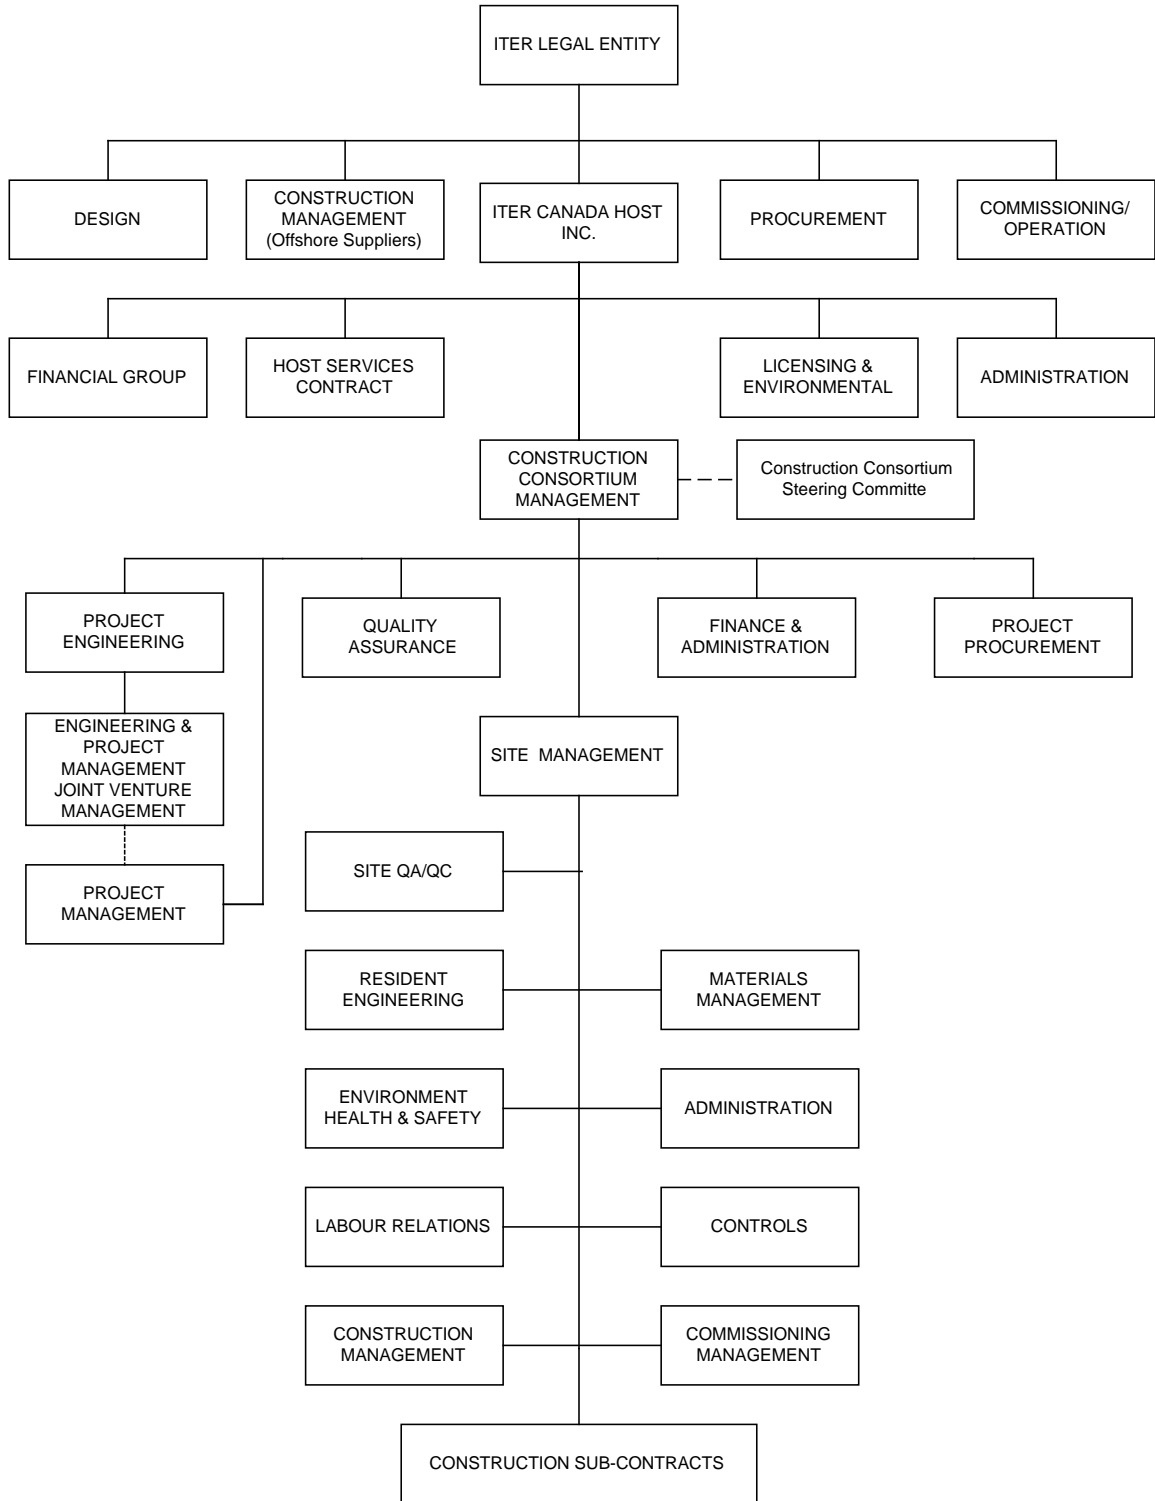 ITER LEGAL ENTITY
DESIGN
CONSTRUCTION
MANAGEMENT
(Offshore Suppliers)
ITER CANADA HOST
INC.
PROCUREMENT
COMMISSIONING/
OPERATION
FINANCIAL GROUP
HOST SERVICES
CONTRACT
LICENSING &
ENVIRONMENTAL
ADMINISTRATION
CONSTRUCTION
CONSORTIUM
MANAGEMENT
Construction Consortium
Steering Committe
PROJECT
ENGINEERING
QUALITY
ASSURANCE
FINANCE &
ADMINISTRATION
PROJECT
PROCUREMENT
ENGINEERING &
PROJECT
MANAGEMENT
JOINT VENTURE
MANAGEMENT
SITE  MANAGEMENT
PROJECT
MANAGEMENT
SITE QA/QC
RESIDENT
ENGINEERING
MATERIALS
MANAGEMENT
ENVIRONMENT
HEALTH & SAFETY
ADMINISTRATION
LABOUR RELATIONS
CONTROLS
CONSTRUCTION
MANAGEMENT
COMMISSIONING
MANAGEMENT
CONSTRUCTION SUB-CONTRACTS